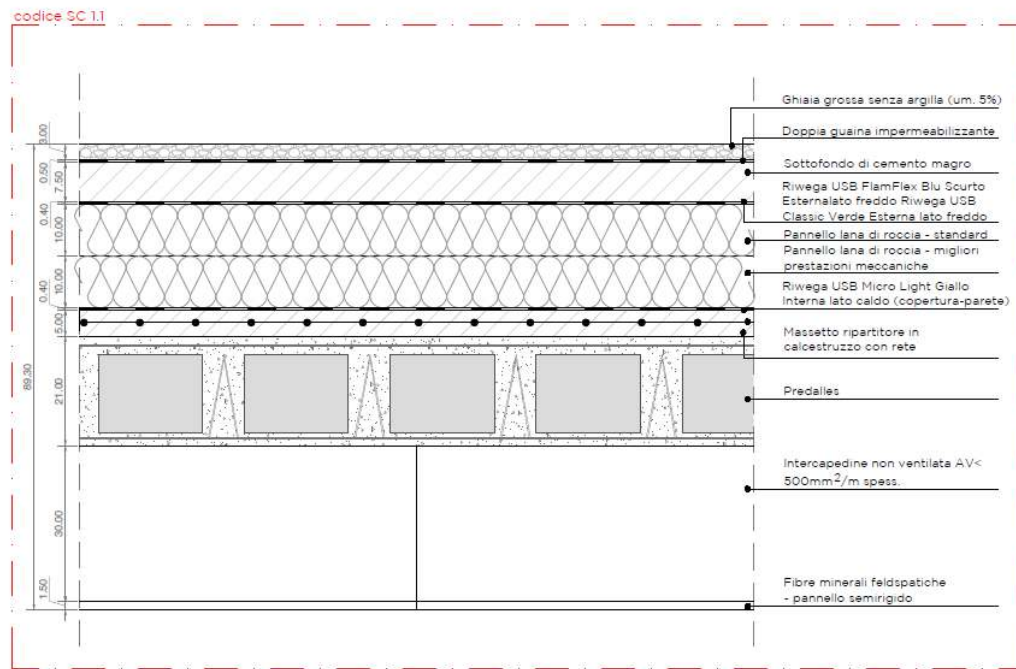 codice SC 1.1
Ghiaia grossa senza argilla (um. 5%)
Doppia guaina impermeabilizzante
Sottofondo di cemento magro
Riwega USB FlamFlex Blu Scurto
Esternalato freddo Riwega USB
Classic Verde Esterna lato freddo
Pannello lana di roccia - standard
Pannello lana di roccia - migliori
prestazioni meccaniche
Riwega USB Micro Light Giallo
Interna lato caldo (copertura-parete)
Massetto ripartitore in
calcestruzzo con rete
Predalles
Intercapedine non ventilata AV<
500mm²/m spess.
Fibre minerali feldspatiche
- pannello semirigido
3.00
0.50
7.50
0.40
10.00
10.00
0.40
5.00
21.00
89.30
30.00
1.50